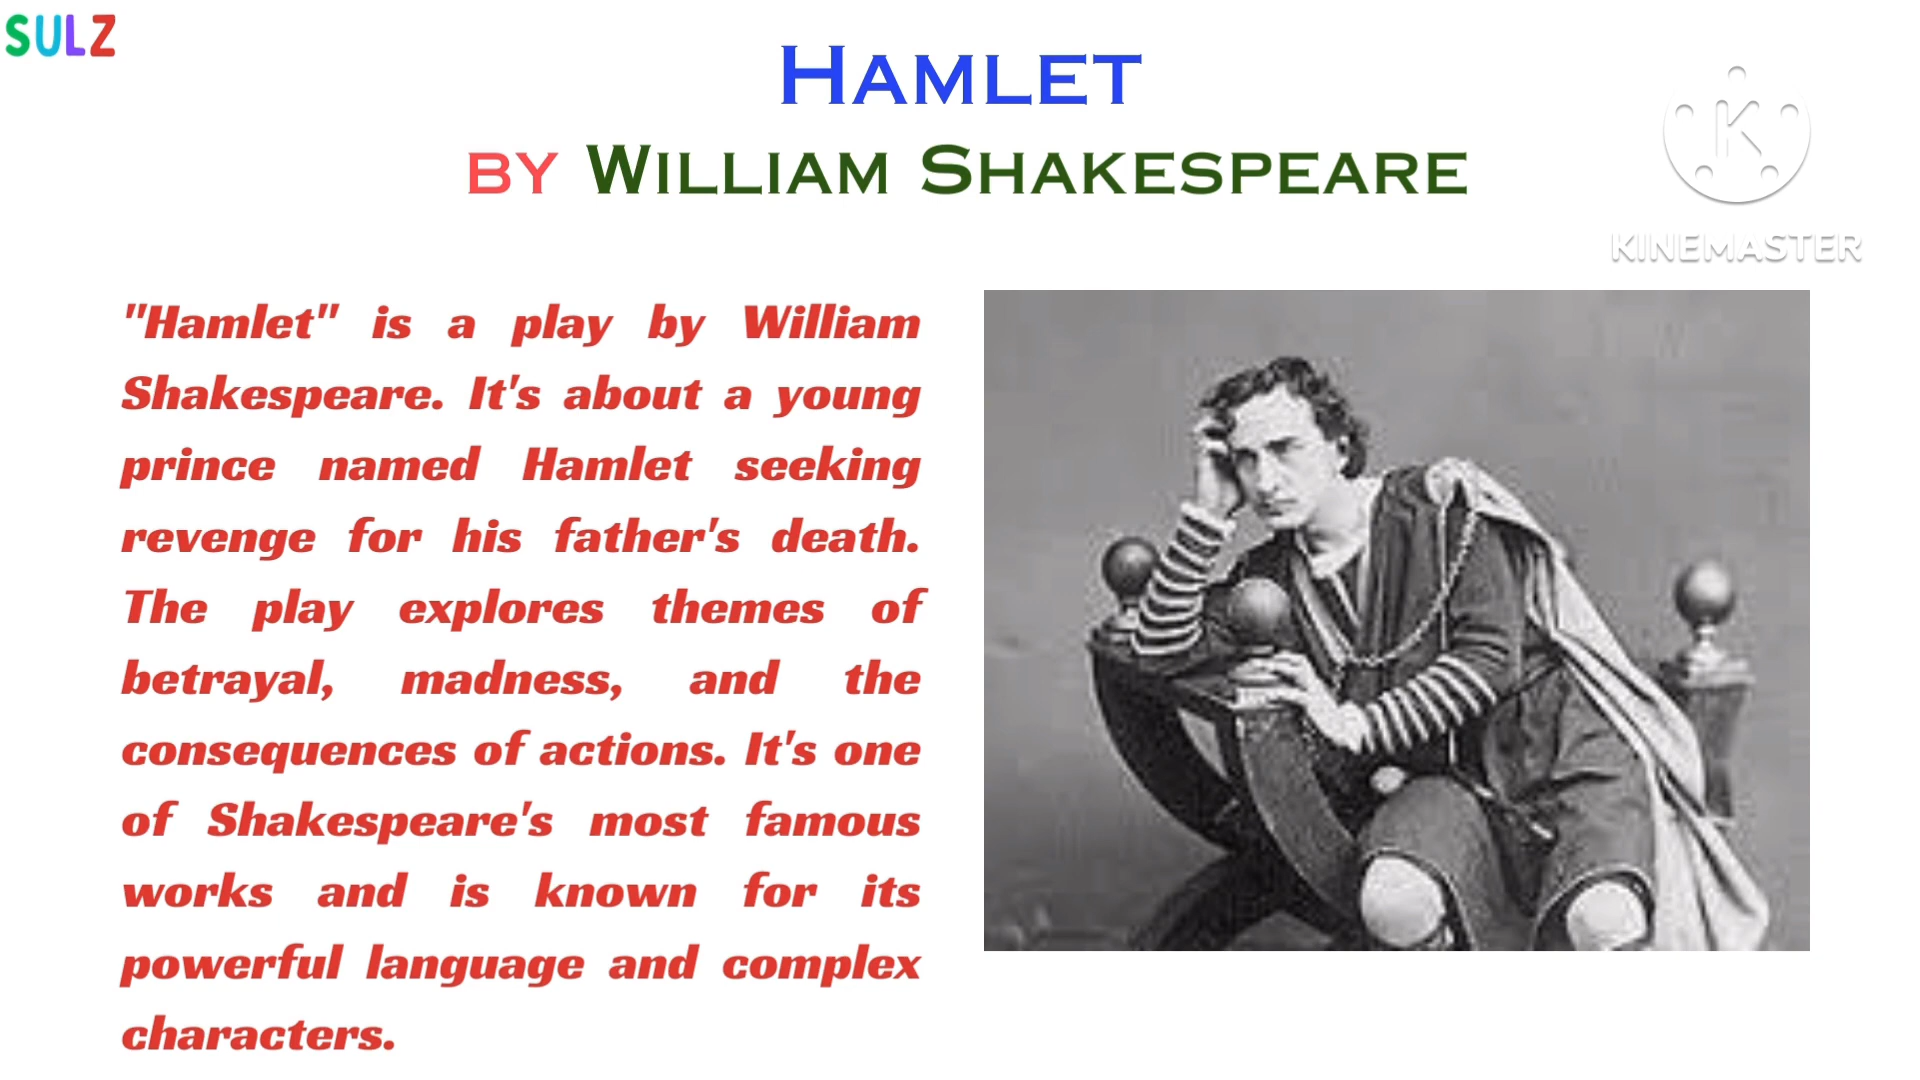 SULZ
HAMLET
BY WILLIAM SHAKESPEARE
K
KINEMASTER
"Hamlet" is a play by William
Shakespeare. It's about a young
prince named Hamlet seeking
revenge for his father's death.
The play explores themes of
betrayal, madness, and the
consequences of actions. It's one
of Shakespeare's most famous
works and is known for its
powerful language and complex
characters.